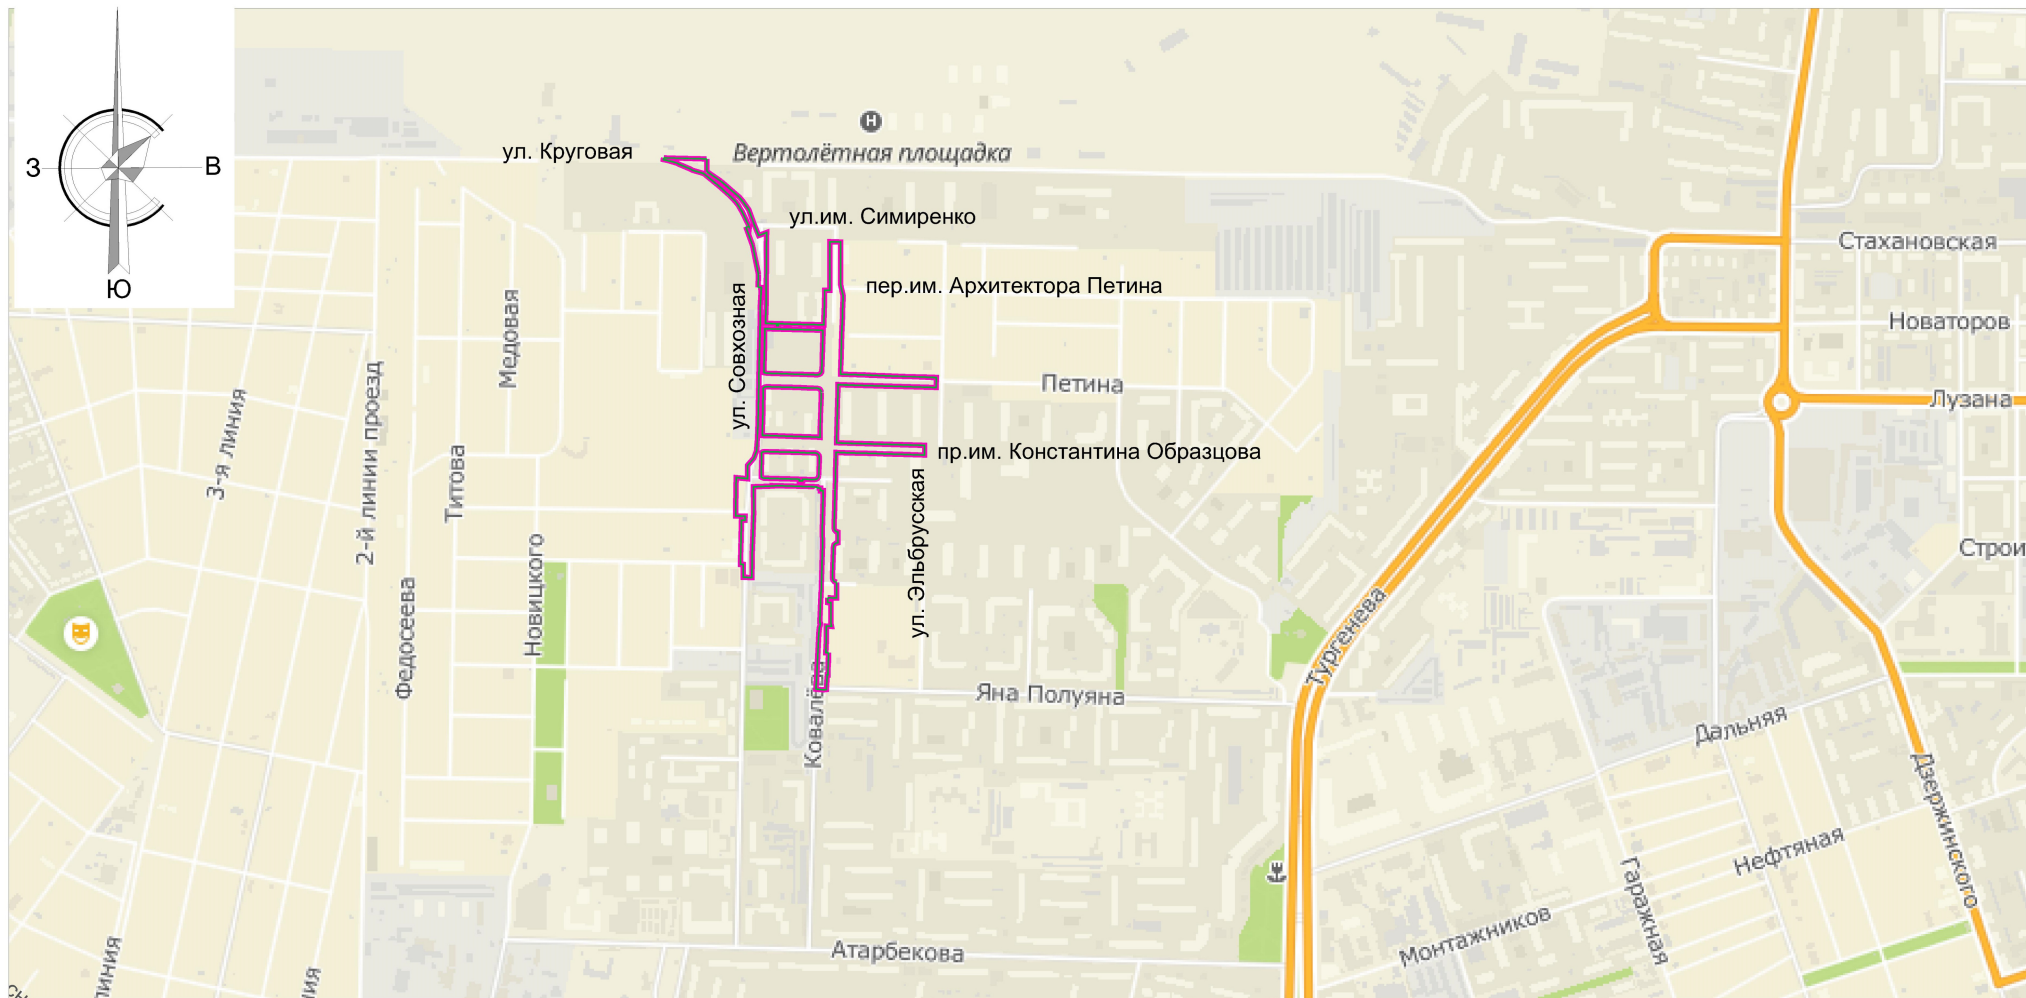 З
В
Ю
ул. Круговая
H
Вертолётная площадка
ул.им. Симиренко
пер.им. Архитектора Петина
Стахановская
Новаторов
Петина
Лузана
ул. Совхозная
Медовая
2-й линии проезд
3-я линия
Титова
пр.им. Константина Образцова
ул. Эльбрусская
Строи
Новицкого
Федосеева
Тургенева
Ковалёва
Яна Полуяна
Дальняя
Дзержинского
Нефтяная
Гаражная
Монтажников
Атарбекова
линия
ия